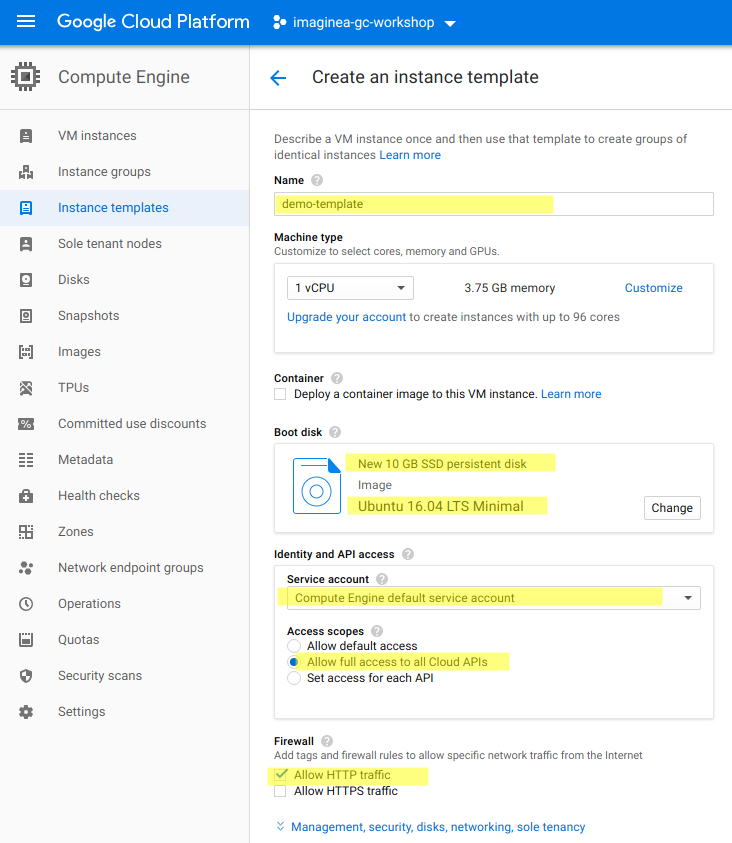 Google Cloud Platform
imaginea-gc-workshop
Compute Engine
VM instances
Instance groups
Instance templates
Sole tenant nodes
Disks
Snapshots
Images
TPUs
Committed use discounts
Metadata
Health checks
Zones
Network endpoint groups
Operations
Quotas
Security scans
Settings
Create an instance template
Describe a VM instance once and then use that template to create groups of
identical instances Learn more
Name ?
demo-template
Machine type
Customize to select cores, memory and GPUs.
1 vCPU 3.75 GB memory Customize
Upgrade your account to create instances with up to 96 cores
Container ?
Deploy a container image to this VM instance. Learn more
Boot disk ?
New 10 GB SSD persistent disk
Image
Ubuntu 16.04 LTS Minimal
Change
Identity and API access ?
Service account ?
Compute Engine default service account
Access scopes ?
Allow default access
Allow full access to all Cloud APIs
Set access for each API
Firewall ?
Add tags and firewall rules to allow specific network traffic from the Internet
Allow HTTP traffic
Allow HTTPS traffic
Management, security, disks, networking, sole tenancy